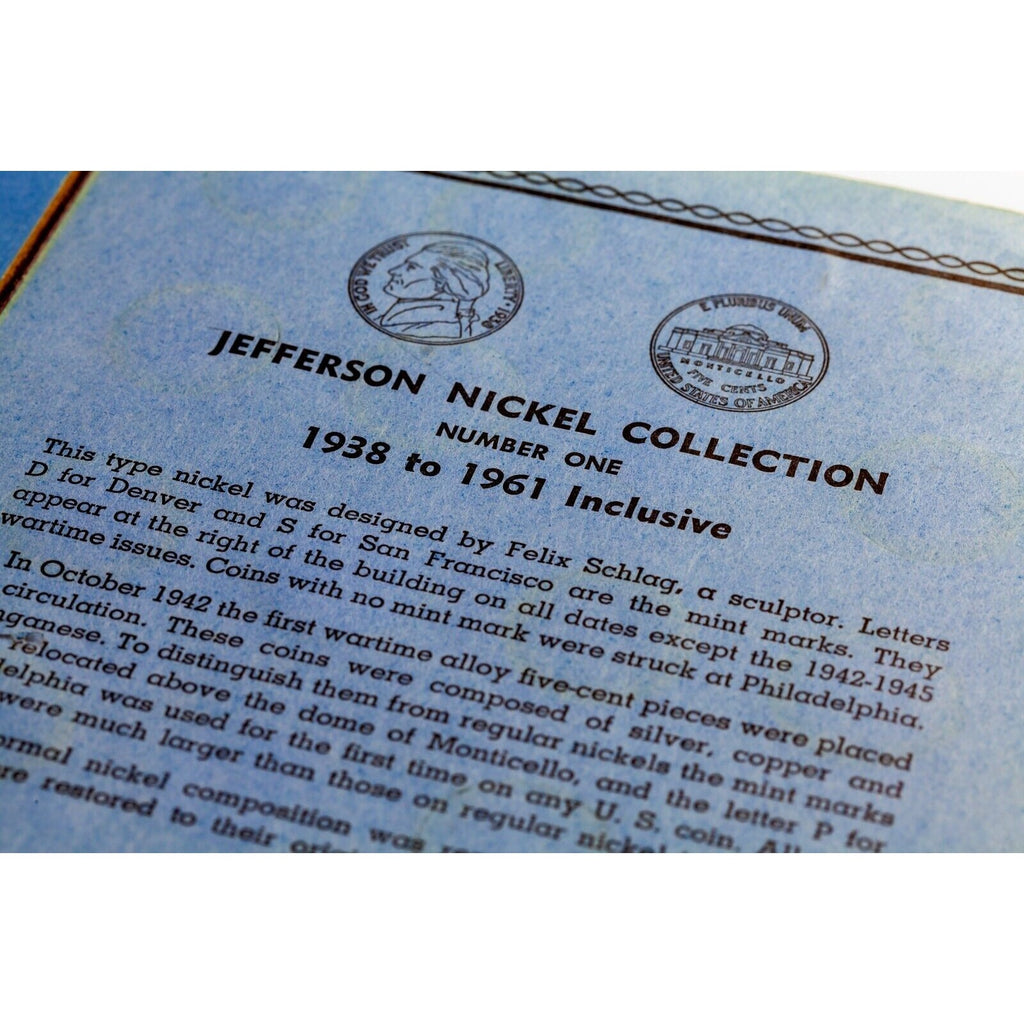 IN GOD WE TRUST LIBERTY · 1938
E PLURIBUS UNUM
MONTICELLO
FIVE CENTS
UNITED STATES OF AMERICA
JEFFERSON NICKEL COLLECTION
NUMBER ONE
1938 to 1961 Inclusive
This type nickel was designed by Felix Schlag, a sculptor. Letters
D for Denver and S for San Francisco are the mint marks. They
appear at the right of the building on all dates except the 1942-1945
wartime issues. Coins with no mint mark were struck at Philadelphia.
In October 1942 the first wartime alloy five-cent pieces were placed
circulation. These coins were composed of silver, copper and
nganese. To distinguish them from regular nickels the mint marks
relocated above the dome of Monticello, and the letter P for
delphia was used for the first time on any U. S. coin. All
were much larger than those on regular nickel
ormal nickel composition was
re restored to their